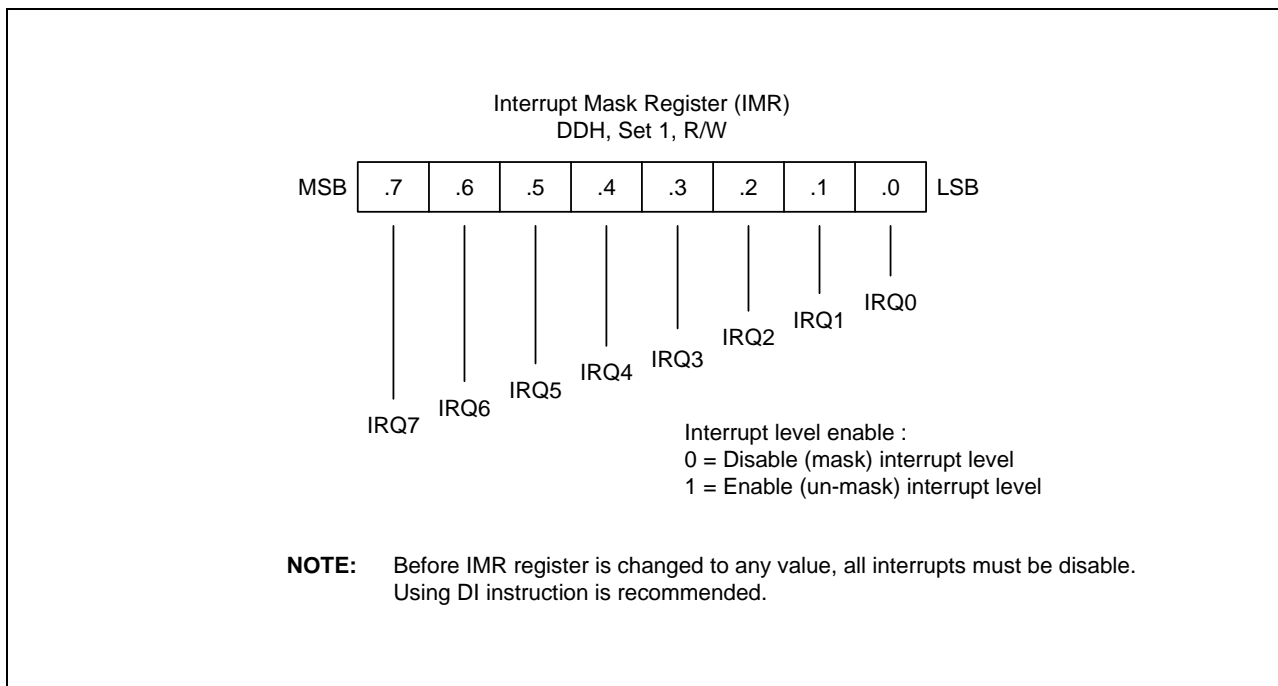 Interrupt Mask Register (IMR)
DDH, Set 1, R/W
MSB .7 .6 .5 .4 .3 .2 .1 .0 LSB
IRQ7 IRQ6 IRQ5 IRQ4 IRQ3 IRQ2 IRQ1 IRQ0
Interrupt level enable :
0 = Disable (mask) interrupt level
1 = Enable (un-mask) interrupt level
NOTE: Before IMR register is changed to any value, all interrupts must be disable.
Using DI instruction is recommended.